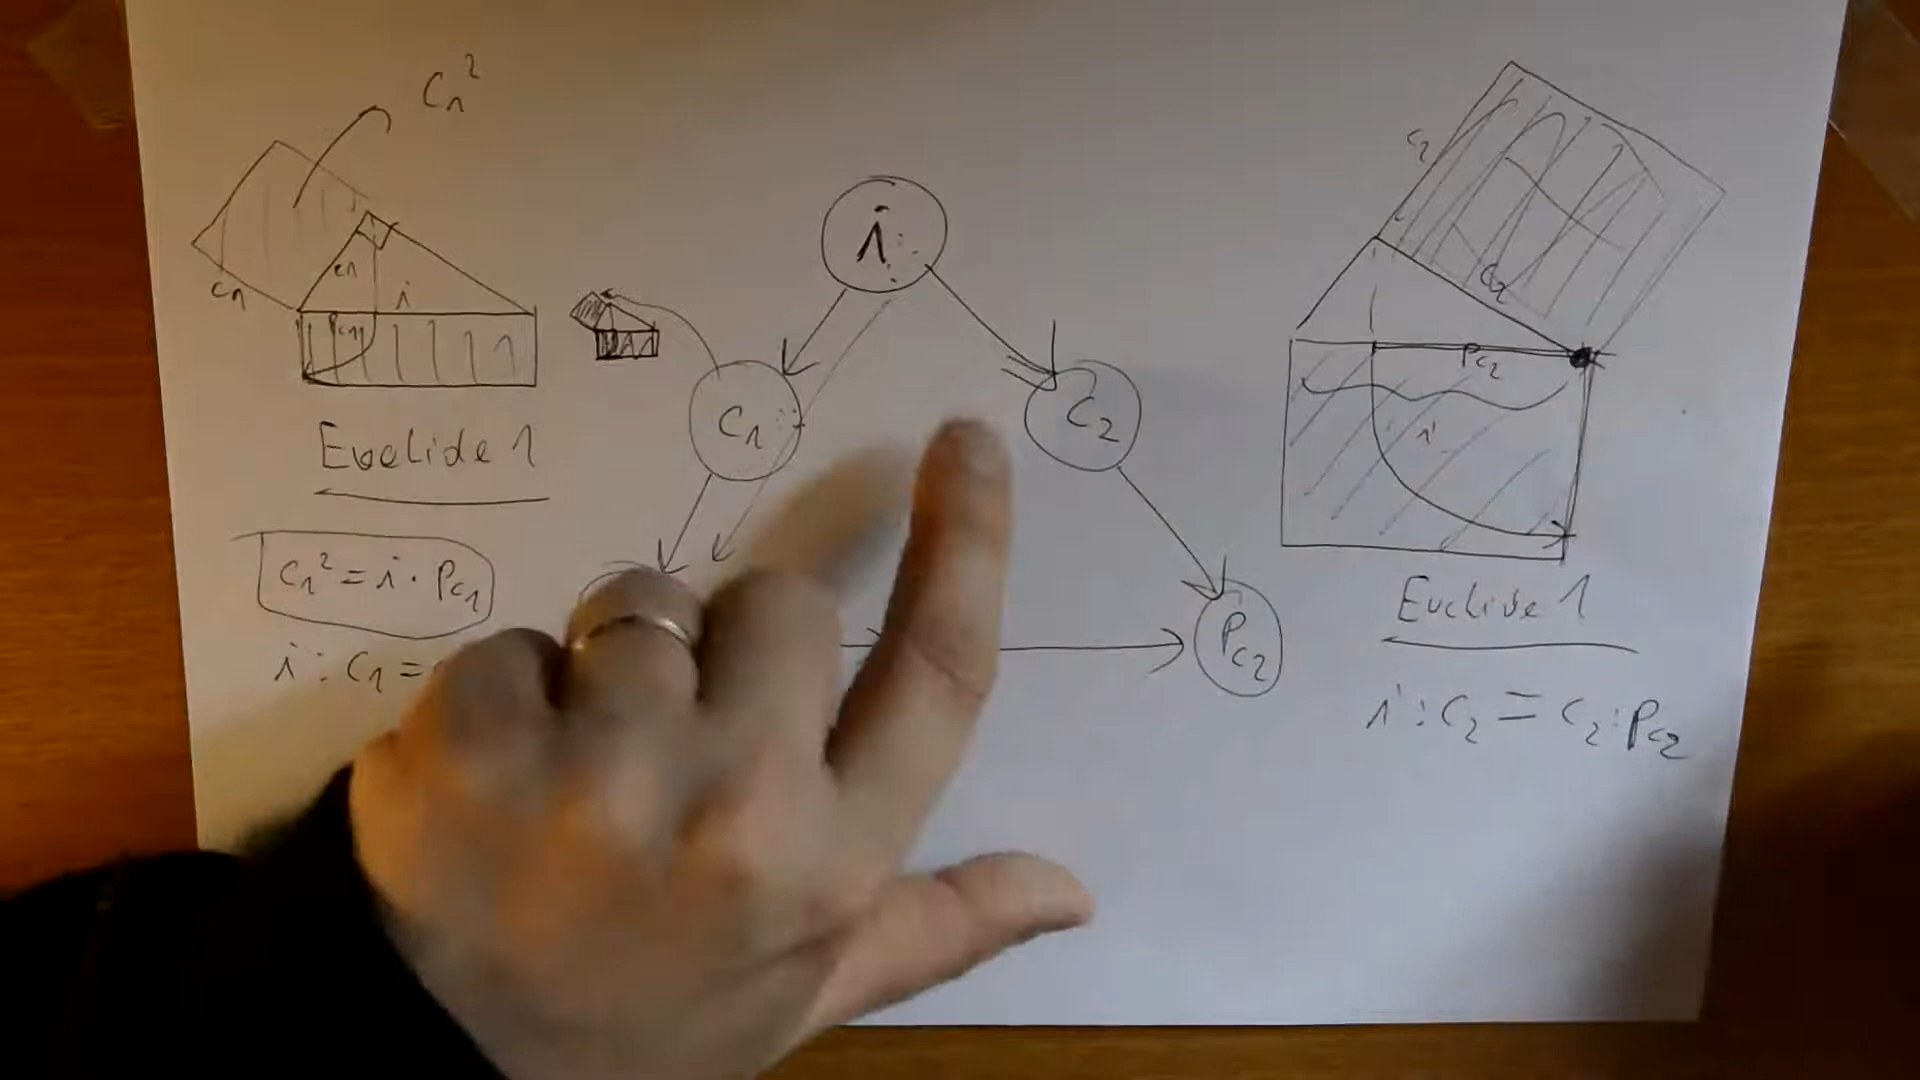 c₁²
c₁
c₁
i
Pc₁
Euclide 1
c₁² = i · Pc₁
i : c₁ =
i :
c₁ :
c₂
Pc₂
c₂
c₂
Pc₂
i
Euclide 1
i : c₂ = c₂ : Pc₂